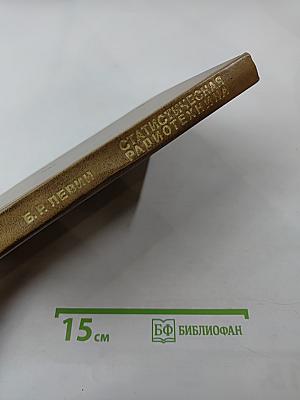 Б. Р. ЛЕВИН
СТАТИСТИЧЕСКАЯ
РАДИОТЕХНИКА
15 см
БФ БИБЛИОФАН